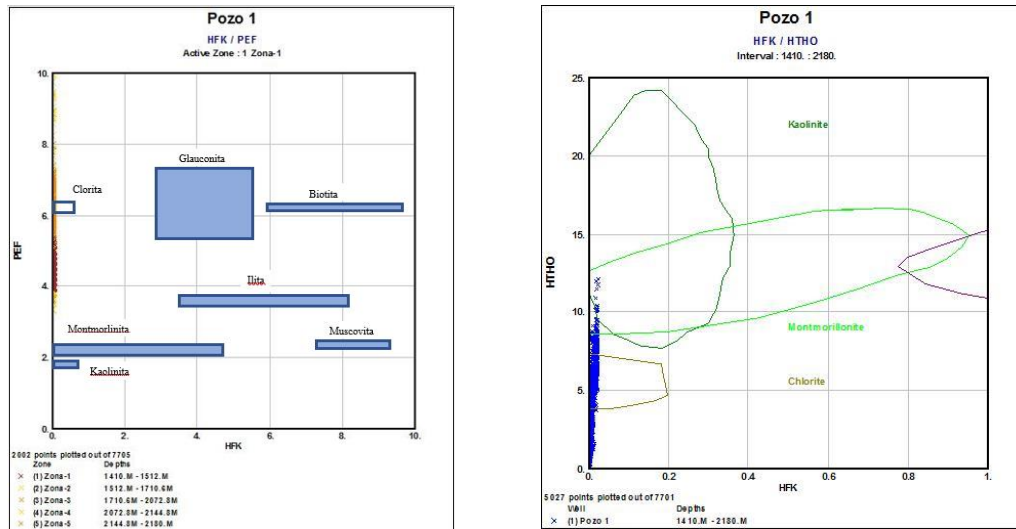 Pozo 1
HFK / PEF
Active Zone : 1 Zona-1
10.
8.
6.
4.
2.
0.
PEF
Clorita
Glauconita
Biotita
Ilita
Montmorlinita
Muscovita
Kaolinita
0.
2.
4.
6.
8.
10.
HFK
2002 points plotted out of 7705
Zone Depths
(1) Zona-1 1410.M - 1512.M
(2) Zona-2 1512.M - 1710.6M
(3) Zona-3 1710.6M - 2072.8M
(4) Zona-4 2072.8M - 2144.8M
(5) Zona-5 2144.8M - 2180.M
Pozo 1
HFK / HTHO
Interval : 1410. : 2180.
25.
20.
15.
10.
5.
0.
HTHO
Kaolinite
Montmorillonite
Chlorite
0.
0.2
0.4
0.6
0.8
1.
HFK
5027 points plotted out of 7701
Well Depths
(1) Pozo 1 1410.M - 2180.M